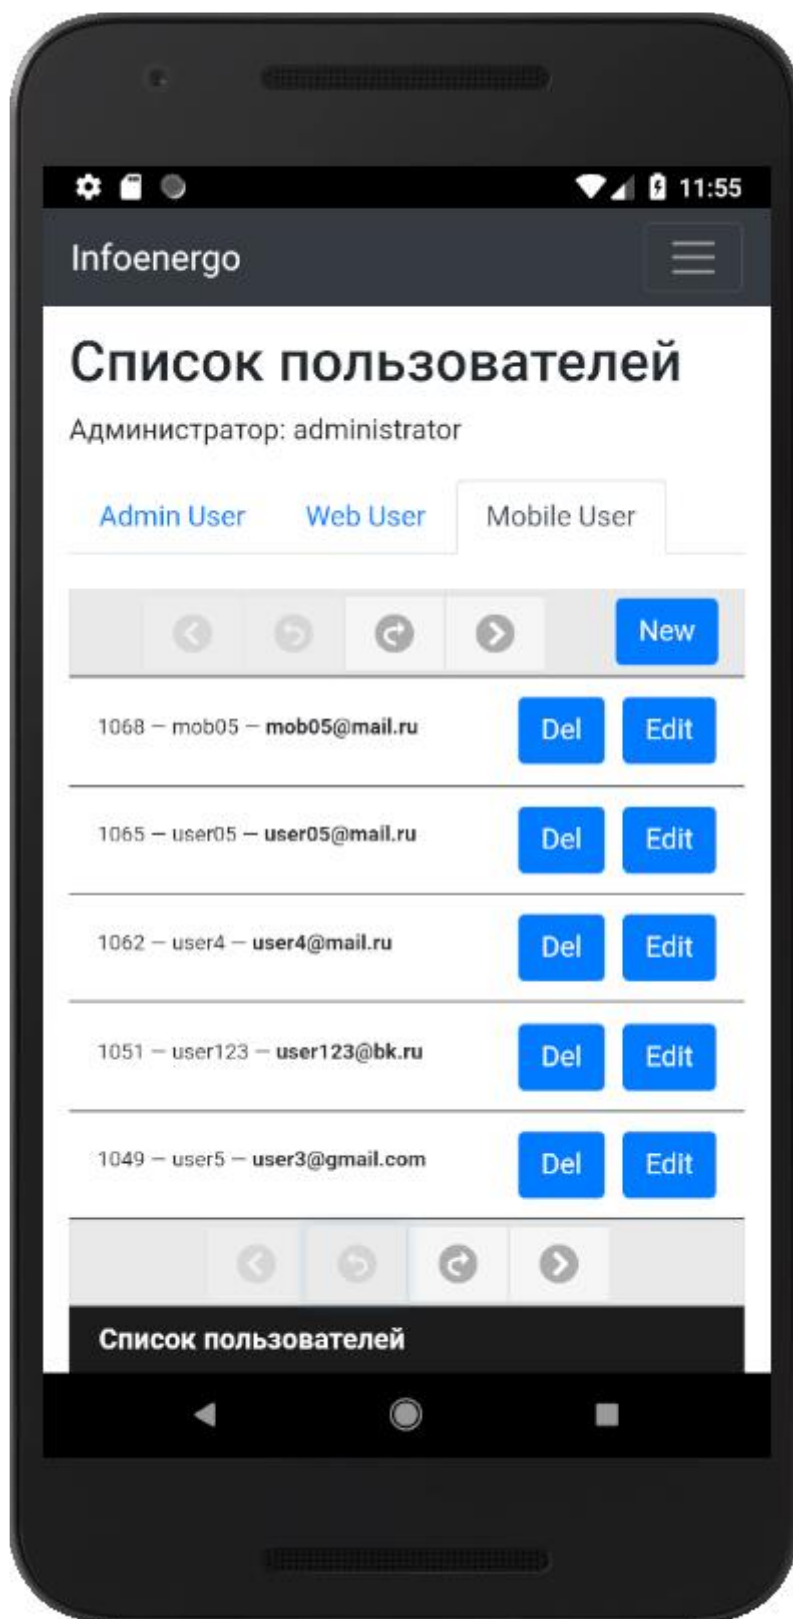 11:55
Infoenergo
Список пользователей
Администратор: administrator
Admin User Web User Mobile User
New
1068 — mob05 — mob05@mail.ru Del Edit
1065 — user05 — user05@mail.ru Del Edit
1062 — user4 — user4@mail.ru Del Edit
1051 — user123 — user123@bk.ru Del Edit
1049 — user5 — user3@gmail.com Del Edit
Список пользователей